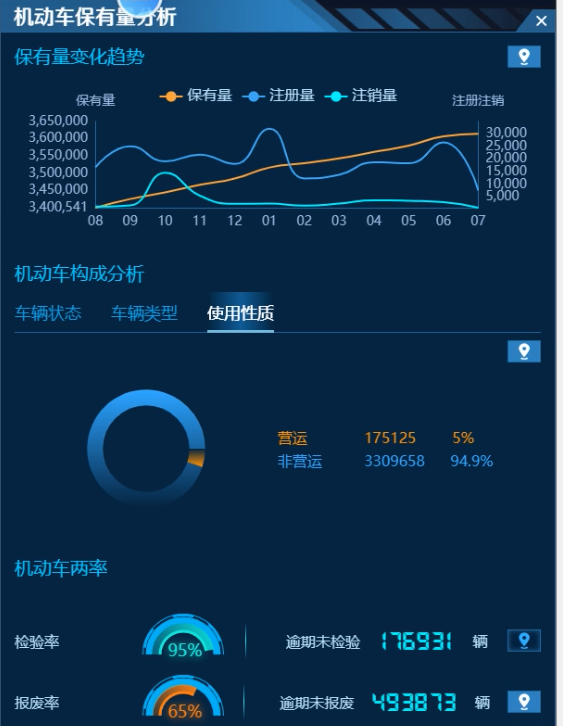 机动车保有量分析
保有量变化趋势
保有量 保有量 注册量 注销量 注册注销
3,650,000
3,600,000
3,550,000
3,500,000
3,450,000
3,400,541
30,000
25,000
20,000
15,000
10,000
5,000
08 09 10 11 12 01 02 03 04 05 06 07
机动车构成分析
车辆状态 车辆类型 使用性质
营运 175125 5%
非营运 3309658 94.9%
机动车两率
检验率 95% 逾期未检验 176931 辆
报废率 65% 逾期未报废 493873 辆